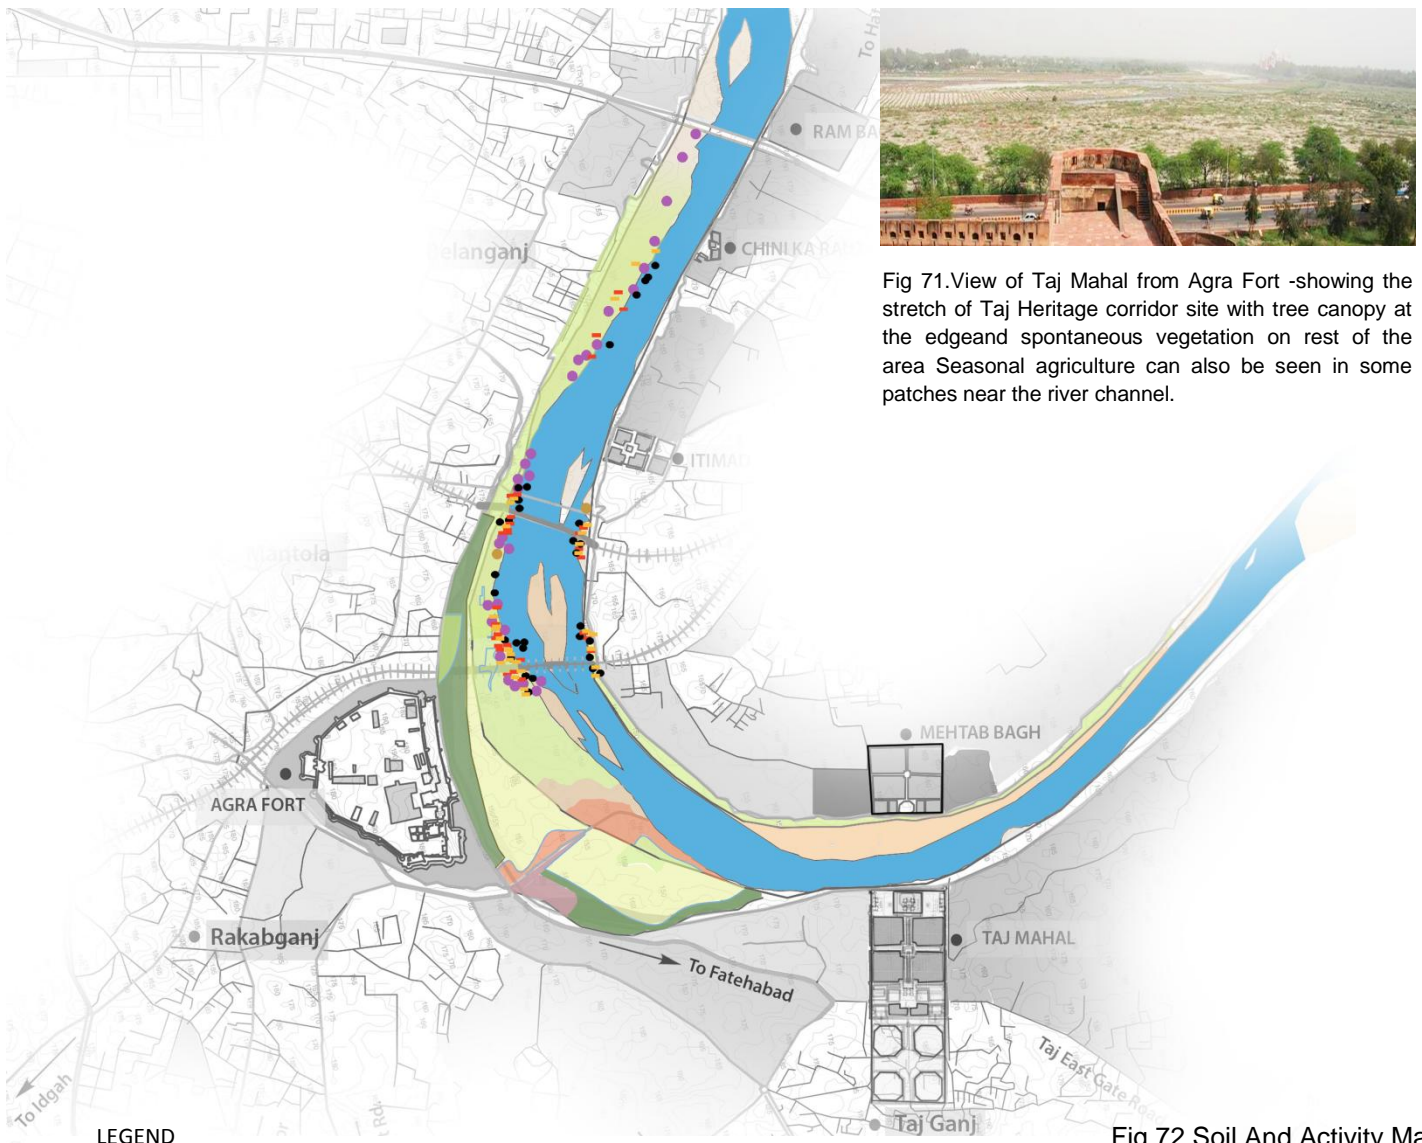 To Har
RAM BA
elanganj
CHINI KA RAU
Fig 71.View of Taj Mahal from Agra Fort -showing the
stretch of Taj Heritage corridor site with tree canopy at
the edgeand spontaneous vegetation on rest of the
area Seasonal agriculture can also be seen in some
patches near the river channel.
ITIMAD
Mantola
MEHTAB BAGH
AGRA FORT
Rakabganj
TAJ MAHAL
To Fatehabad
Taj East Gate Road
To Idgah
Taj Ganj
LEGEND
Fig 72.Soil And Activity Ma